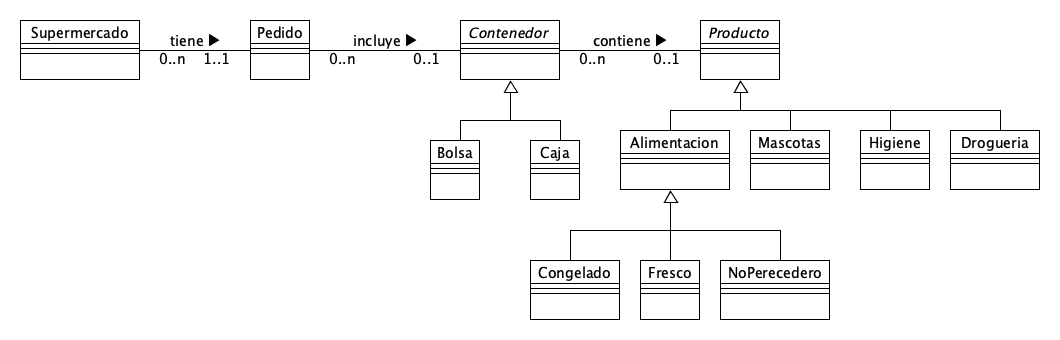 Supermercado
tiene ▶
0..n 1..1
Pedido
incluye ▶
0..n 0..1
Contenedor
contiene ▶
0..n 0..1
Producto
Bolsa
Caja
Alimentacion
Mascotas
Higiene
Drogueria
Congelado
Fresco
NoPerecedero